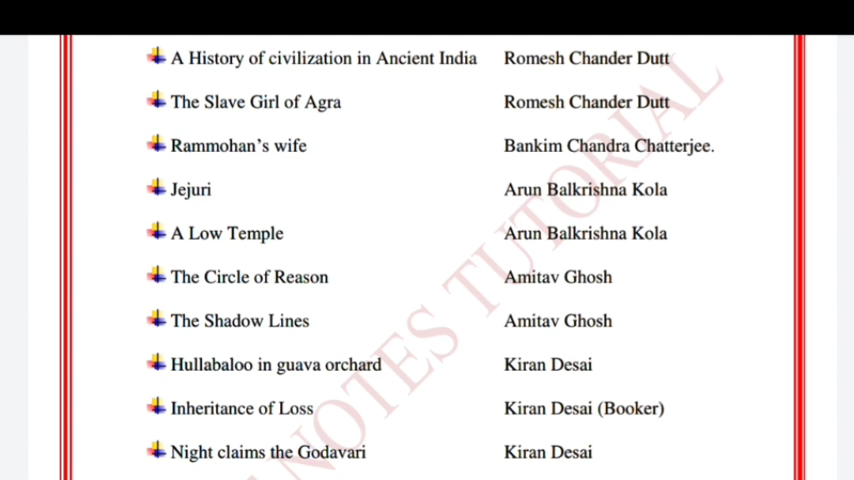 A History of civilization in Ancient India Romesh Chander Dutt
The Slave Girl of Agra Romesh Chander Dutt
Rammohan’s wife Bankim Chandra Chatterjee.
Jejuri Arun Balkrishna Kola
A Low Temple Arun Balkrishna Kola
The Circle of Reason Amitav Ghosh
The Shadow Lines Amitav Ghosh
Hullabaloo in guava orchard Kiran Desai
Inheritance of Loss Kiran Desai (Booker)
Night claims the Godavari Kiran Desai
NOTES TUTORIAL